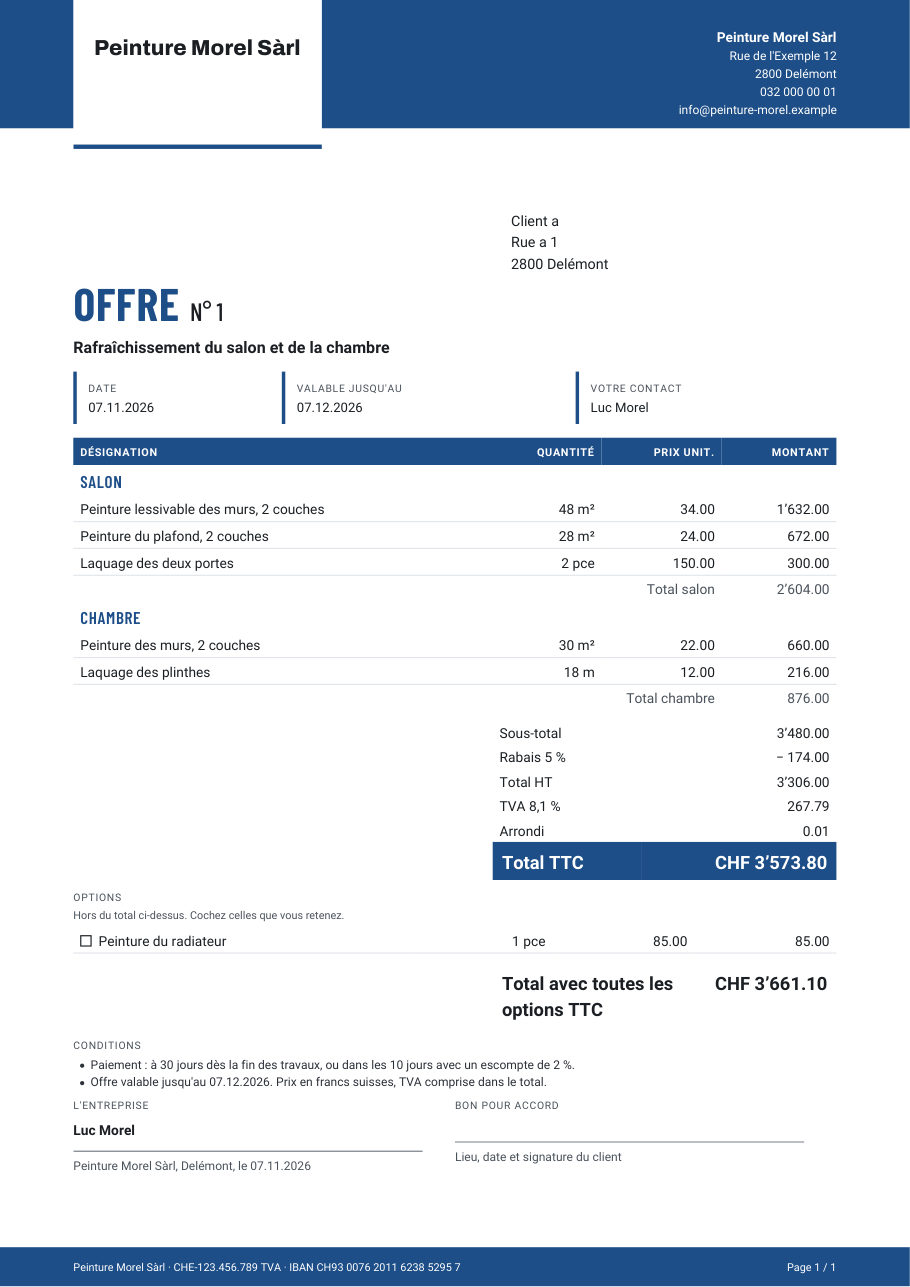 Peinture Morel Sàrl
Peinture Morel Sàrl
Rue de l'Exemple 12
2800 Delémont
032 000 00 01
info@peinture-morel.example
Client a
Rue a 1
2800 Delémont
OFFRE N° 1
Rafraîchissement du salon et de la chambre
DATE VALABLE JUSQU'AU VOTRE CONTACT
07.11.2026 07.12.2026 Luc Morel
DÉSIGNATION QUANTITÉ PRIX UNIT. MONTANT
SALON
Peinture lessivable des murs, 2 couches 48 m² 34.00 1’632.00
Peinture du plafond, 2 couches 28 m² 24.00 672.00
Laquage des deux portes 2 pce 150.00 300.00
Total salon 2’604.00
CHAMBRE
Peinture des murs, 2 couches 30 m² 22.00 660.00
Laquage des plinthes 18 m 12.00 216.00
Total chambre 876.00
Sous-total 3’480.00
Rabais 5 % − 174.00
Total HT 3’306.00
TVA 8,1 % 267.79
Arrondi 0.01
Total TTC CHF 3’573.80
OPTIONS
Hors du total ci-dessus. Cochez celles que vous retenez.
☐ Peinture du radiateur 1 pce 85.00 85.00
Total avec toutes les CHF 3’661.10
options TTC
CONDITIONS
• Paiement : à 30 jours dès la fin des travaux, ou dans les 10 jours avec un escompte de 2 %.
• Offre valable jusqu'au 07.12.2026. Prix en francs suisses, TVA comprise dans le total.
L'ENTREPRISE BON POUR ACCORD
Luc Morel
Peinture Morel Sàrl, Delémont, le 07.11.2026
Lieu, date et signature du client
Peinture Morel Sàrl · CHE-123.456.789 TVA · IBAN CH93 0076 2011 6238 5295 7 Page 1 / 1